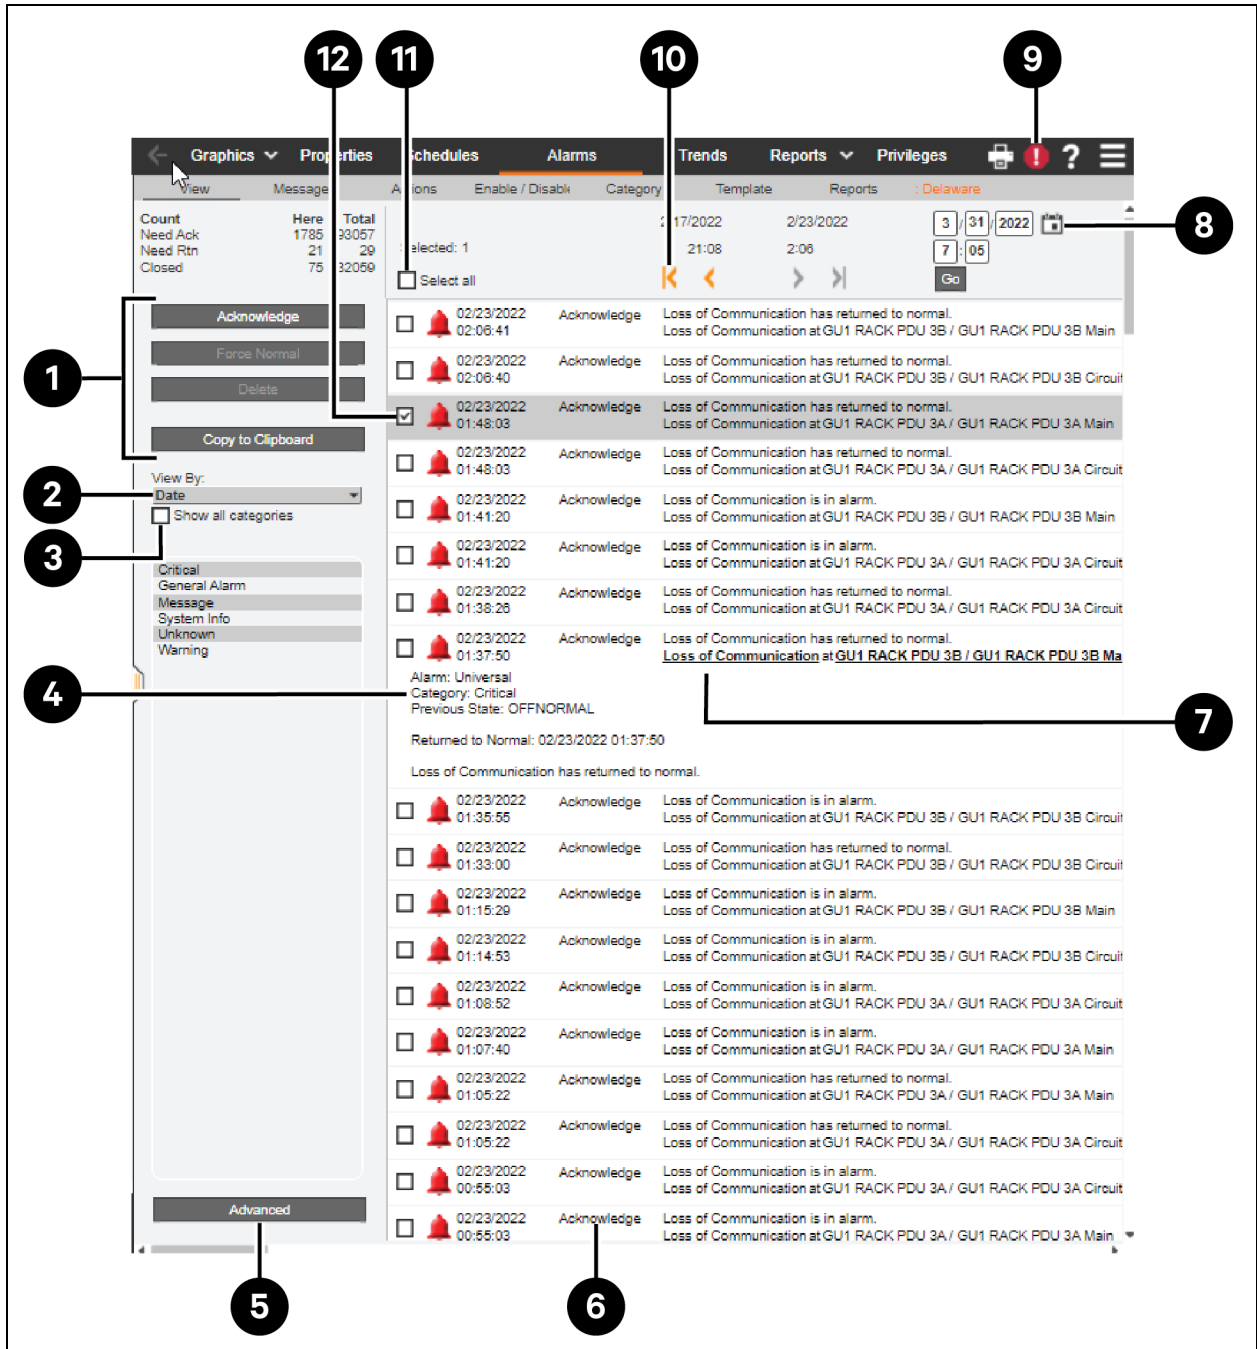 12 11 10 9
Graphics Properties Schedules Alarms Trends Reports Privileges ! ?
View Message Actions Enable / Disable Category Template Reports : Delaware
Count Here Total
Need Ack 1785 93057
Need Rtn 21 29
Closed 75 32059
Selected: 1
Select all
2/17/2022 2/23/2022
21:08 2:06
3 / 31 / 2022
7 : 05
Go
8
1
Acknowledge
Force Normal
Delete
Copy to Clipboard
2
View By:
Date
Show all categories
3
Critical
General Alarm
Message
System Info
Unknown
Warning
02/23/2022 Acknowledge Loss of Communication has returned to normal.
02:06:41 Loss of Communication at GU1 RACK PDU 3B / GU1 RACK PDU 3B Main
02/23/2022 Acknowledge Loss of Communication has returned to normal.
02:06:40 Loss of Communication at GU1 RACK PDU 3B / GU1 RACK PDU 3B Circuit
02/23/2022 Acknowledge Loss of Communication has returned to normal.
01:48:03 Loss of Communication at GU1 RACK PDU 3A / GU1 RACK PDU 3A Main
02/23/2022 Acknowledge Loss of Communication has returned to normal.
01:48:03 Loss of Communication at GU1 RACK PDU 3A / GU1 RACK PDU 3A Circuit
02/23/2022 Acknowledge Loss of Communication is in alarm.
01:41:20 Loss of Communication at GU1 RACK PDU 3B / GU1 RACK PDU 3B Main
02/23/2022 Acknowledge Loss of Communication is in alarm.
01:41:20 Loss of Communication at GU1 RACK PDU 3A / GU1 RACK PDU 3A Circuit
02/23/2022 Acknowledge Loss of Communication has returned to normal.
01:38:26 Loss of Communication at GU1 RACK PDU 3A / GU1 RACK PDU 3A Circuit
02/23/2022 Acknowledge Loss of Communication has returned to normal.
01:37:50 Loss of Communication at GU1 RACK PDU 3B / GU1 RACK PDU 3B Ma
4
Alarm: Universal
Category: Critical
Previous State: OFFNORMAL
7
Returned to Normal: 02/23/2022 01:37:50
Loss of Communication has returned to normal.
02/23/2022 Acknowledge Loss of Communication is in alarm.
01:35:55 Loss of Communication at GU1 RACK PDU 3B / GU1 RACK PDU 3B Circuit
02/23/2022 Acknowledge Loss of Communication has returned to normal.
01:33:00 Loss of Communication at GU1 RACK PDU 3B / GU1 RACK PDU 3B Circuit
02/23/2022 Acknowledge Loss of Communication is in alarm.
01:15:29 Loss of Communication at GU1 RACK PDU 3B / GU1 RACK PDU 3B Main
02/23/2022 Acknowledge Loss of Communication is in alarm.
01:14:53 Loss of Communication at GU1 RACK PDU 3B / GU1 RACK PDU 3B Circuit
02/23/2022 Acknowledge Loss of Communication is in alarm.
01:08:52 Loss of Communication at GU1 RACK PDU 3A / GU1 RACK PDU 3A Circuit
02/23/2022 Acknowledge Loss of Communication is in alarm.
01:07:40 Loss of Communication at GU1 RACK PDU 3A / GU1 RACK PDU 3A Main
02/23/2022 Acknowledge Loss of Communication has returned to normal.
01:05:22 Loss of Communication at GU1 RACK PDU 3A / GU1 RACK PDU 3A Main
02/23/2022 Acknowledge Loss of Communication has returned to normal.
01:05:22 Loss of Communication at GU1 RACK PDU 3A / GU1 RACK PDU 3A Circuit
02/23/2022 Acknowledge Loss of Communication is in alarm.
00:55:03 Loss of Communication at GU1 RACK PDU 3A / GU1 RACK PDU 3A Circuit
02/23/2022 Acknowledge Loss of Communication is in alarm.
00:55:03 Loss of Communication at GU1 RACK PDU 3A / GU1 RACK PDU 3A Main
Advanced
5 6